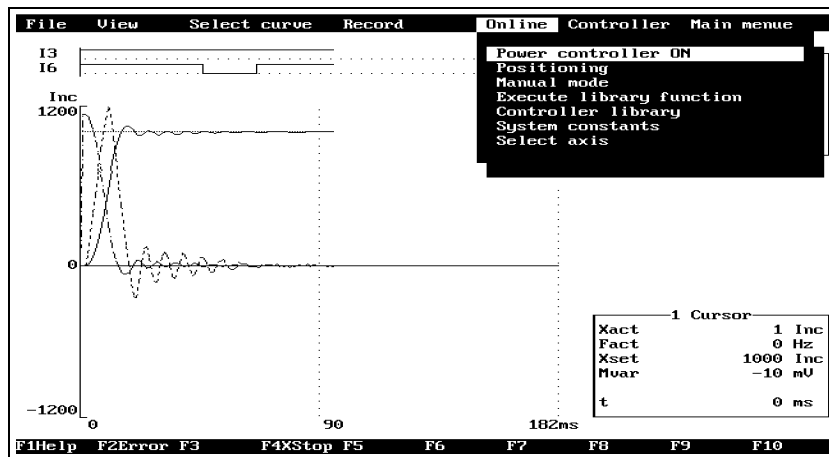 File View Select curve Record Online Controller Main menue
Power controller ON
Positioning
Manual mode
Execute library function
Controller library
System constants
Select axis
I3
I6
Inc
1200
0
-1200
0 90 182ms
1 Cursor
Xact 1 Inc
Fact 0 Hz
Xset 1000 Inc
Mvar -10 mV
t 0 ms
F1Help F2Error F3 F4XStop F5 F6 F7 F8 F9 F10